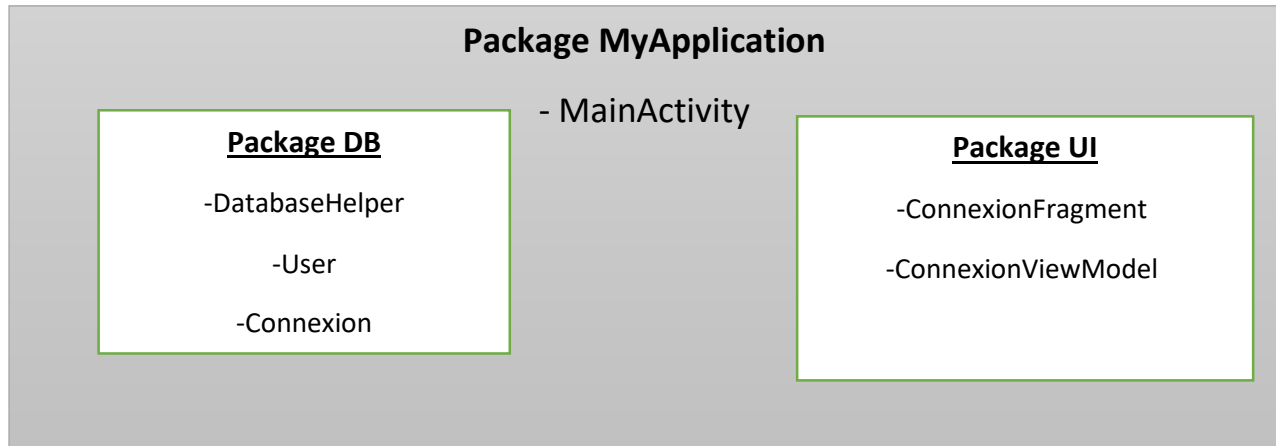 Package MyApplication
- MainActivity
Package DB
-DatabaseHelper
-User
-Connexion
Package UI
-ConnexionFragment
-ConnexionViewModel